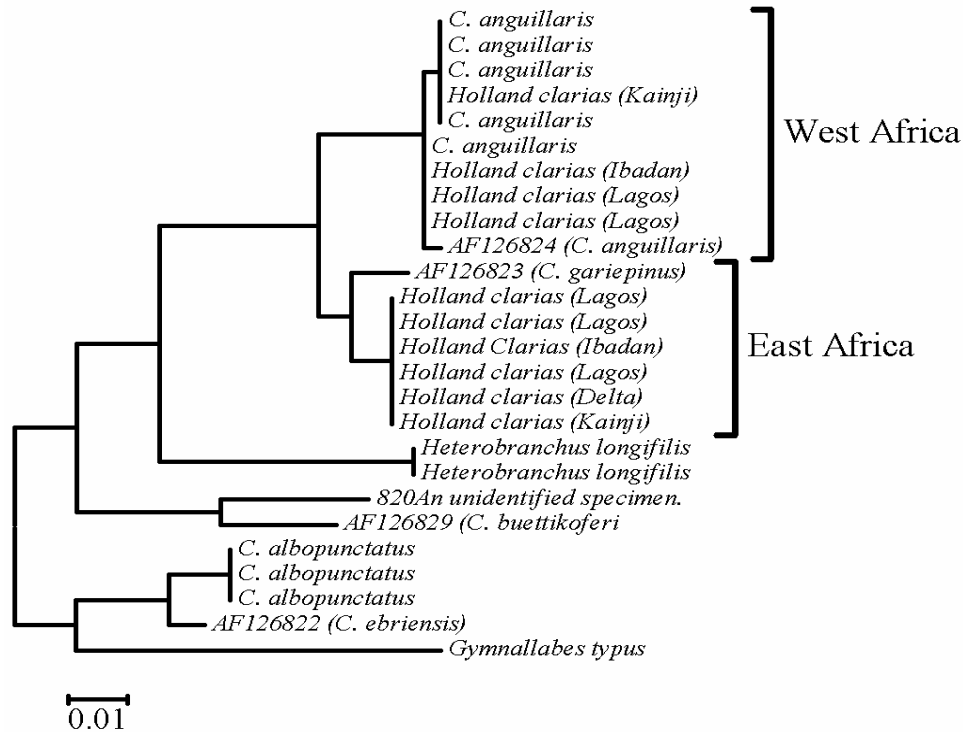 C. anguillaris
C. anguillaris
C. anguillaris
Holland clarias (Kainji)
C. anguillaris
C. anguillaris
Holland clarias (Ibadan)
Holland clarias (Lagos)
Holland clarias (Lagos)
AF126824 (C. anguillaris)
West Africa
AF126823 (C. gariepinus)
Holland clarias (Lagos)
Holland clarias (Lagos)
Holland Clarias (Ibadan)
Holland clarias (Lagos)
Holland clarias (Delta)
Holland clarias (Kainji)
East Africa
Heterobranchus longifilis
Heterobranchus longifilis
820An unidentified specimen.
AF126829 (C. buettikoferi
C. albopunctatus
C. albopunctatus
C. albopunctatus
AF126822 (C. ebriensis)
Gymnallabes typus
0.01